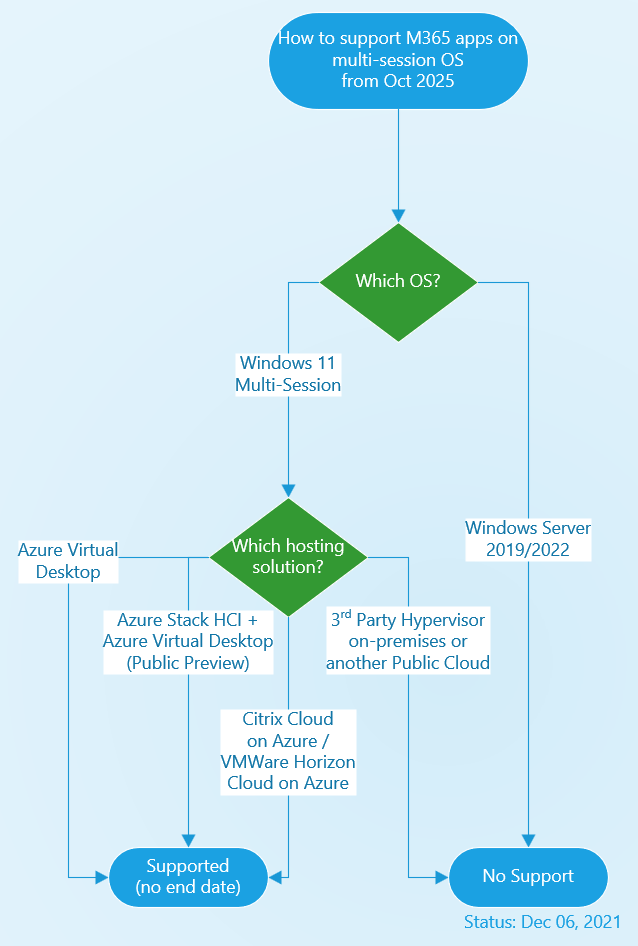 How to support M365 apps on
multi-session OS
from Oct 2025
Which OS?
Windows 11
Multi-Session
Windows Server
2019/2022
Which hosting
solution?
Azure Virtual
Desktop
Azure Stack HCI +
Azure Virtual Desktop
(Public Preview)
3rd Party Hypervisor
on-premises or
another Public Cloud
Citrix Cloud
on Azure /
VMWare Horizon
Cloud on Azure
Supported
(no end date)
No Support
Status: Dec 06, 2021